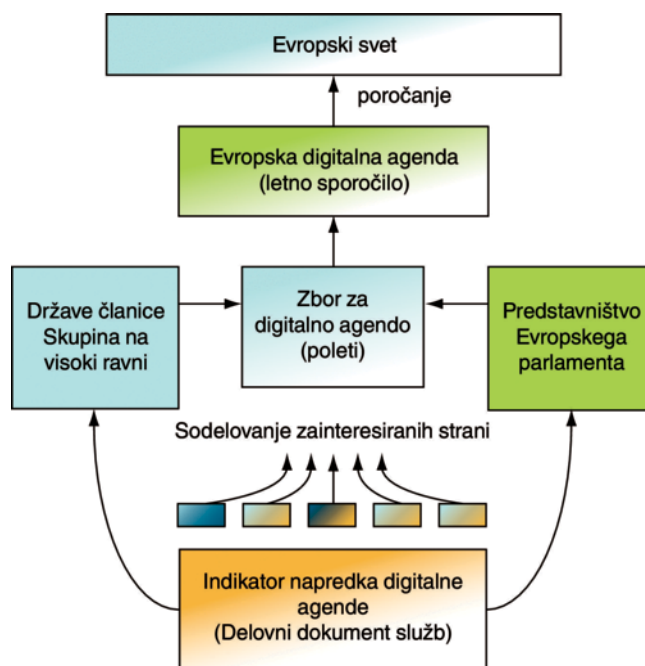 Evropski svet
poročanje
Evropska digitalna agenda
(letno sporočilo)
Države članice
Skupina na
visoki ravni
Zbor za
digitalno agendo
(poleti)
Predstavništvo
Evropskega
parlamenta
Sodelovanje zainteresiranih strani
Indikator napredka digitalne
agende
(Delovni dokument služb)